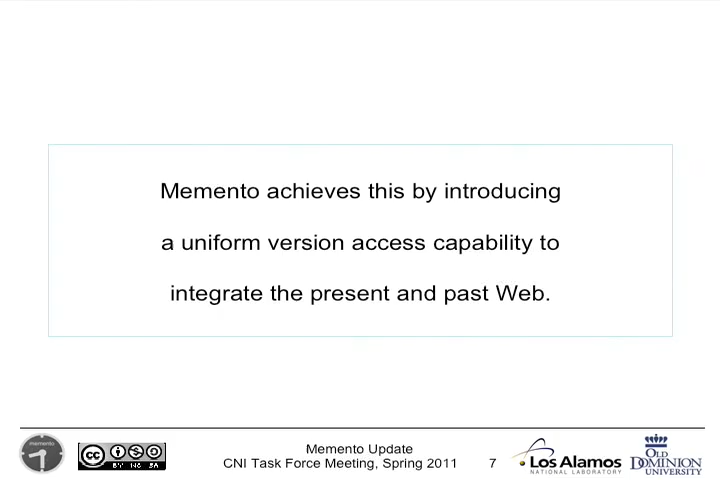 Memento achieves this by introducing
a uniform version access capability to
integrate the present and past Web.
memento
cc
BY NC SA
Memento Update
CNI Task Force Meeting, Spring 2011
7
Los Alamos
NATIONAL LABORATORY
OLD
DOMINION
UNIVERSITY